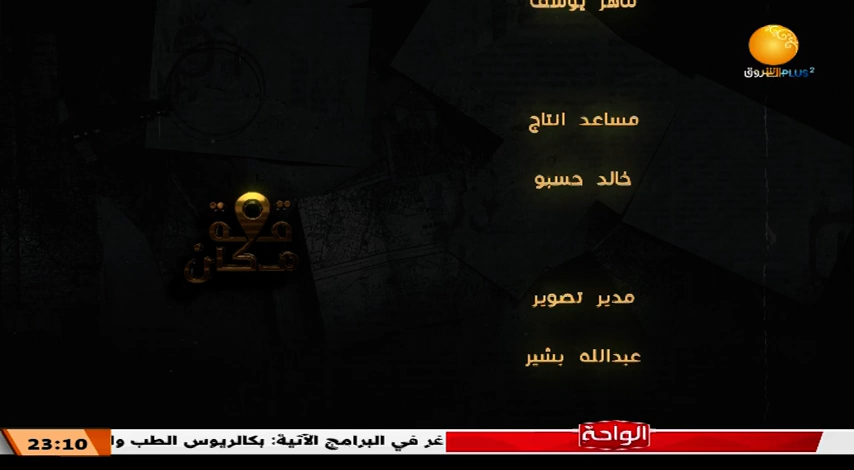 ماهر يوسف
الشروق PLUS 2
مساعد انتاج
خالد حسبو
قصة
مكان
مدير تصوير
عبدالله بشير
الواحة
غر في البرامج الآتية: بكالريوس الطب وا
23:10